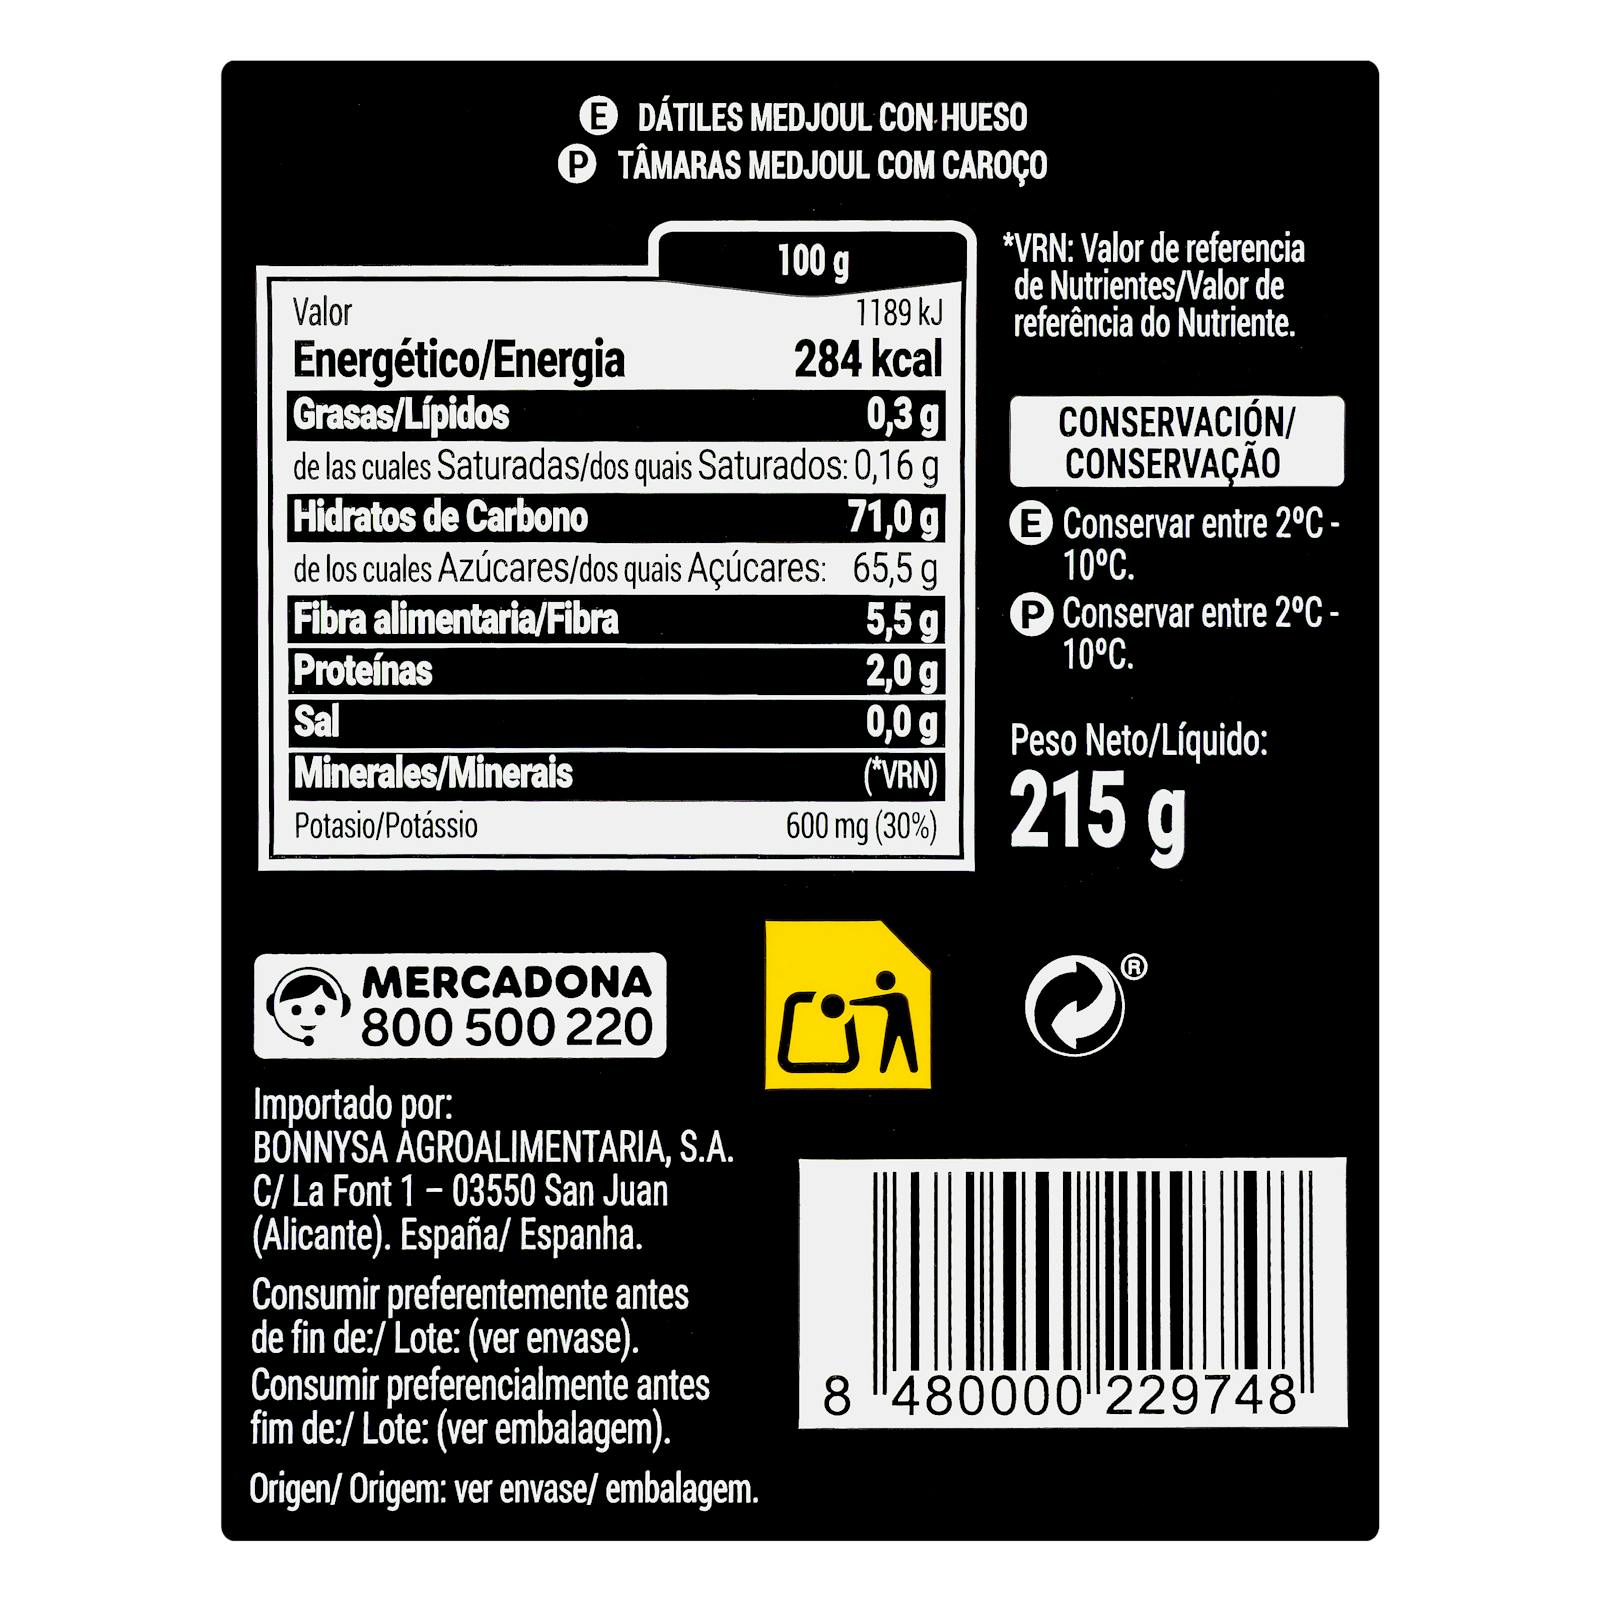 E DÁTILES MEDJOUL CON HUESO
P TÂMARAS MEDJOUL COM CAROÇO
100 g
Valor 1189 kJ
Energético/Energia 284 kcal
Grasas/Lípidos 0,3 g
de las cuales Saturadas/dos quais Saturados: 0,16 g
Hidratos de Carbono 71,0 g
de los cuales Azúcares/dos quais Açúcares: 65,5 g
Fibra alimentaria/Fibra 5,5 g
Proteínas 2,0 g
Sal 0,0 g
Minerales/Minerais (*VRN)
Potasio/Potássio 600 mg (30%)
*VRN: Valor de referencia
de Nutrientes/Valor de
referência do Nutriente.
CONSERVACIÓN/
CONSERVAÇÃO
E Conservar entre 2ºC -
10ºC.
P Conservar entre 2ºC -
10ºC.
Peso Neto/Líquido:
215 g
MERCADONA
800 500 220
®
Importado por:
BONNYSA AGROALIMENTARIA, S.A.
C/ La Font 1 – 03550 San Juan
(Alicante). España/ Espanha.
Consumir preferentemente antes
de fin de:/ Lote: (ver envase).
Consumir preferencialmente antes
fim de:/ Lote: (ver embalagem).
Origen/ Origem: ver envase/ embalagem.
8 480000 229748